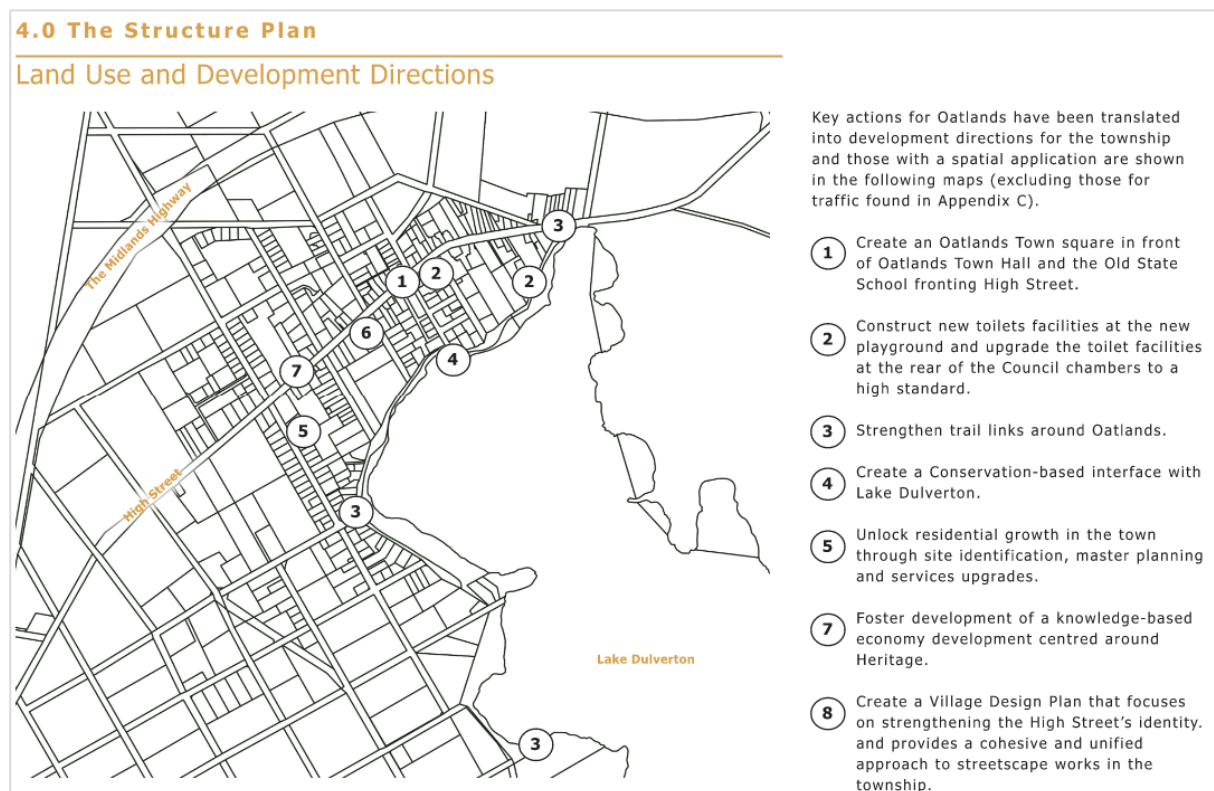 4.0 The Structure Plan
Land Use and Development Directions
The Midlands Highway
High Street
Lake Dulverton
3
2
1
2
6
4
7
5
3
3
Key actions for Oatlands have been translated
into development directions for the township
and those with a spatial application are shown
in the following maps (excluding those for
traffic found in Appendix C).
1
Create an Oatlands Town square in front
of Oatlands Town Hall and the Old State
School fronting High Street.
2
Construct new toilets facilities at the new
playground and upgrade the toilet facilities
at the rear of the Council chambers to a
high standard.
3
Strengthen trail links around Oatlands.
4
Create a Conservation-based interface with
Lake Dulverton.
5
Unlock residential growth in the town
through site identification, master planning
and services upgrades.
7
Foster development of a knowledge-based
economy development centred around
Heritage.
8
Create a Village Design Plan that focuses
on strengthening the High Street's identity.
and provides a cohesive and unified
approach to streetscape works in the
township.